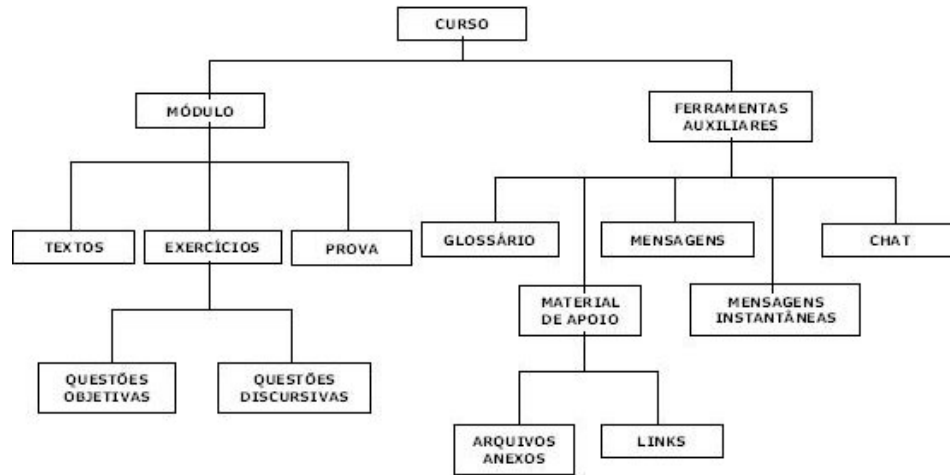 CURSO
MÓDULO
FERRAMENTAS
AUXILIARES
TEXTOS
EXERCÍCIOS
PROVA
GLOSSÁRIO
MENSAGENS
CHAT
MATERIAL
DE APOIO
MENSAGENS
INSTANTÂNEAS
QUESTÕES
OBJETIVAS
QUESTÕES
DISCURSIVAS
ARQUIVOS
ANEXOS
LINKS